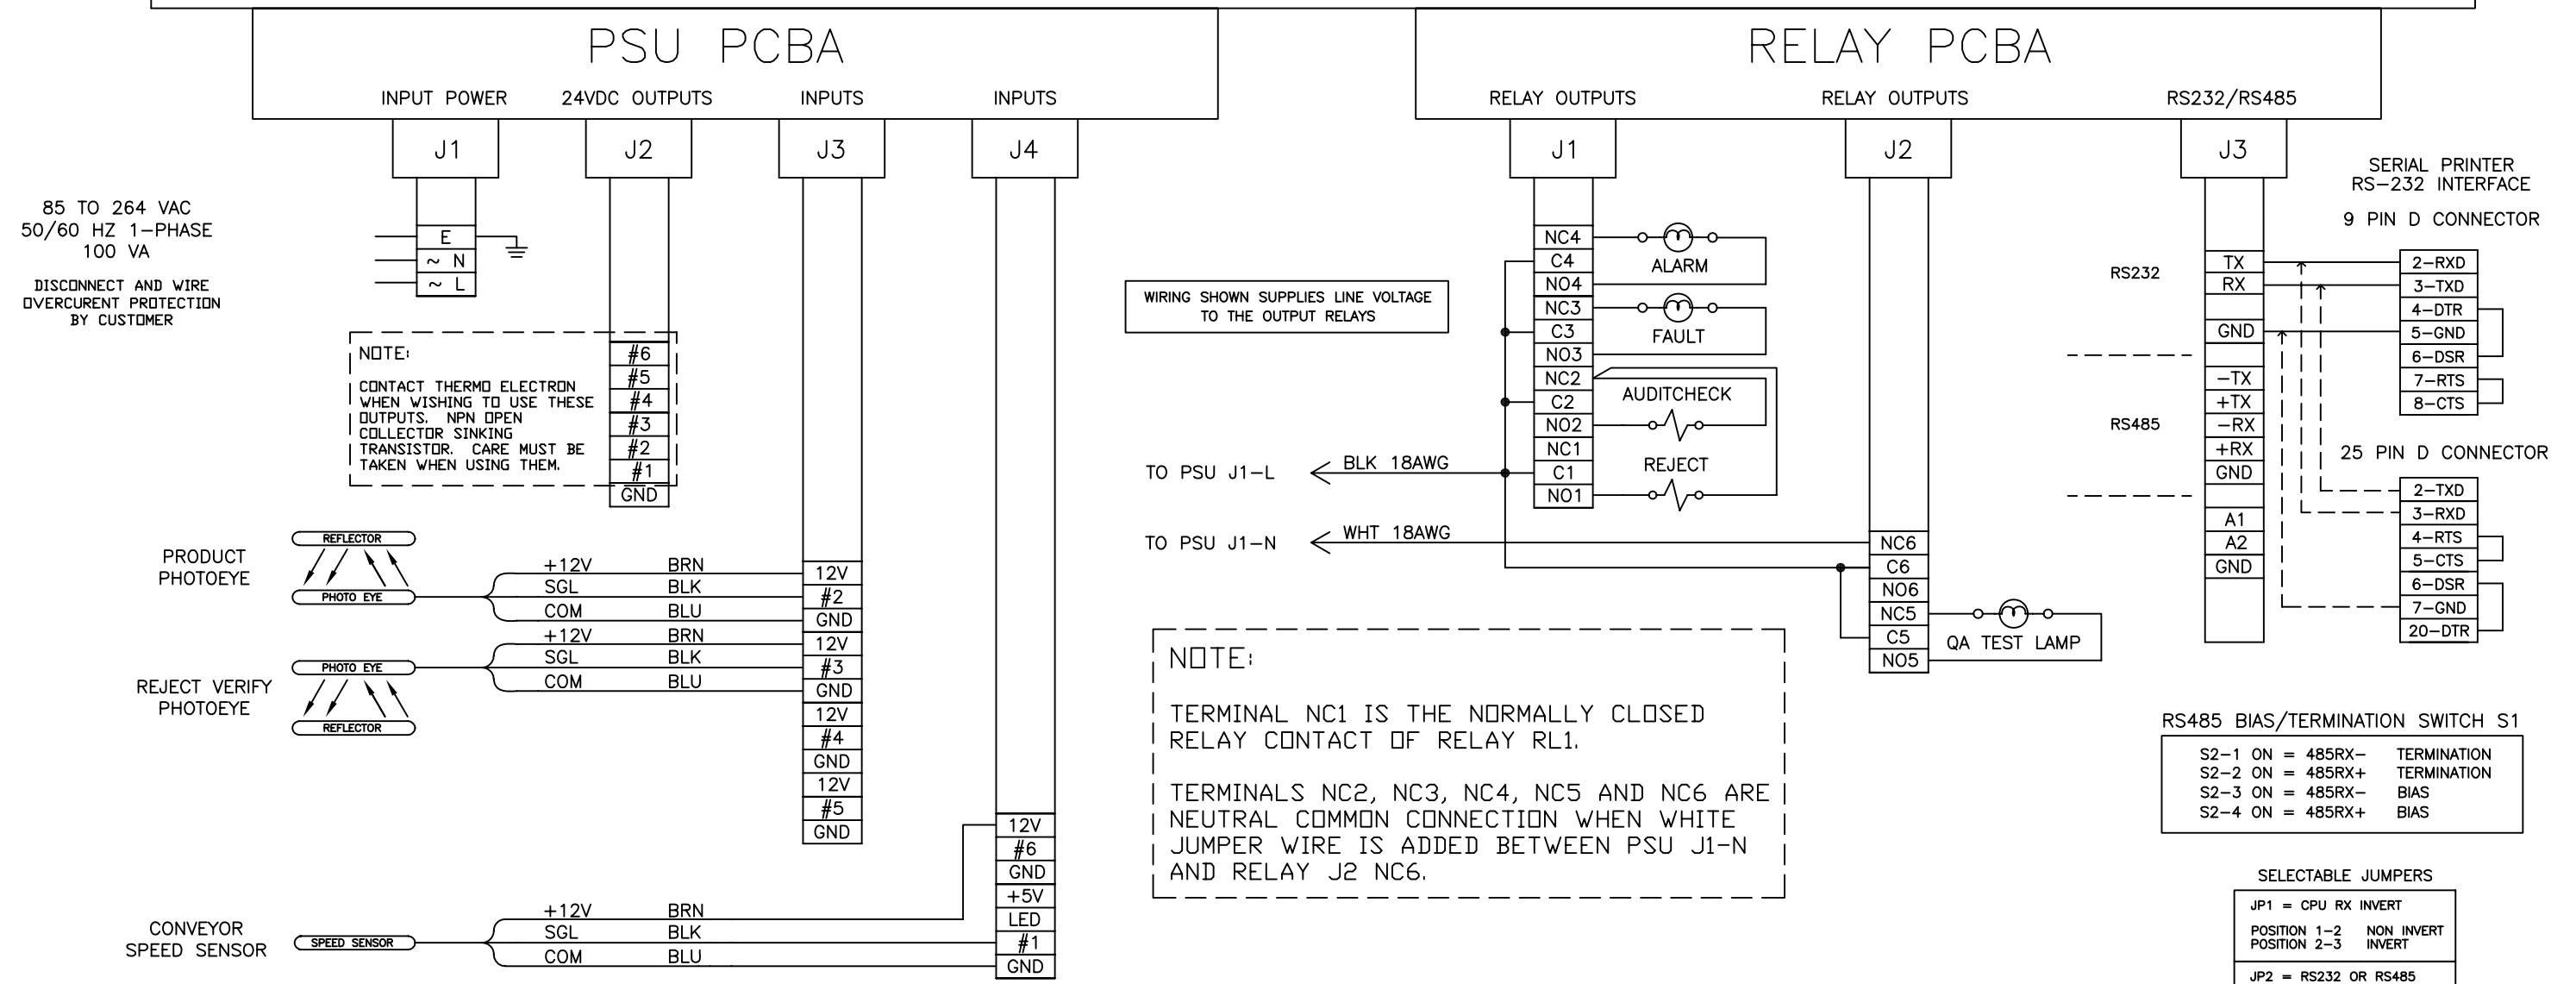 PSU PCBA
INPUT POWER
24VDC OUTPUTS
INPUTS
INPUTS
J1
J2
J3
J4
85 TO 264 VAC
50/60 HZ 1-PHASE
100 VA
DISCONNECT AND WIRE
OVERCURENT PROTECTION
BY CUSTOMER
E
~ N
~ L
NOTE:
CONTACT THERMO ELECTRON
WHEN WISHING TO USE THESE
OUTPUTS. NPN OPEN
COLLECTOR SINKING
TRANSISTOR. CARE MUST BE
TAKEN WHEN USING THEM.
#6
#5
#4
#3
#2
#1
GND
PRODUCT
PHOTOEYE
REFLECTOR
PHOTO EYE
+12V BRN
SGL BLK
COM BLU
REJECT VERIFY
PHOTOEYE
PHOTO EYE
REFLECTOR
+12V BRN
SGL BLK
COM BLU
12V
#2
GND
12V
#3
GND
12V
#4
GND
12V
#5
GND
CONVEYOR
SPEED SENSOR
SPEED SENSOR
+12V BRN
SGL BLK
COM BLU
12V
#6
GND
+5V
LED
#1
GND
RELAY PCBA
RELAY OUTPUTS
RELAY OUTPUTS
RS232/RS485
J1
J2
J3
WIRING SHOWN SUPPLIES LINE VOLTAGE
TO THE OUTPUT RELAYS
NC4
C4
NO4
NC3
C3
NO3
NC2
C2
NO2
NC1
C1
NO1
ALARM
FAULT
AUDITCHECK
REJECT
TO PSU J1-L
BLK 18AWG
TO PSU J1-N
WHT 18AWG
NC6
C6
NO6
NC5
C5
NO5
QA TEST LAMP
NOTE:
TERMINAL NC1 IS THE NORMALLY CLOSED
RELAY CONTACT OF RELAY RL1.
TERMINALS NC2, NC3, NC4, NC5 AND NC6 ARE
NEUTRAL COMMON CONNECTION WHEN WHITE
JUMPER WIRE IS ADDED BETWEEN PSU J1-N
AND RELAY J2 NC6.
RS232
RS485
TX
RX
GND
-TX
+TX
-RX
+RX
GND
A1
A2
GND
SERIAL PRINTER
RS-232 INTERFACE
9 PIN D CONNECTOR
2-RXD
3-TXD
4-DTR
5-GND
6-DSR
7-RTS
8-CTS
25 PIN D CONNECTOR
2-TXD
3-RXD
4-RTS
5-CTS
6-DSR
7-GND
20-DTR
RS485 BIAS/TERMINATION SWITCH S1
S2-1 ON = 485RX- TERMINATION
S2-2 ON = 485RX+ TERMINATION
S2-3 ON = 485RX- BIAS
S2-4 ON = 485RX+ BIAS
SELECTABLE JUMPERS
JP1 = CPU RX INVERT
POSITION 1-2 NON INVERT
POSITION 2-3 INVERT
JP2 = RS232 OR RS485